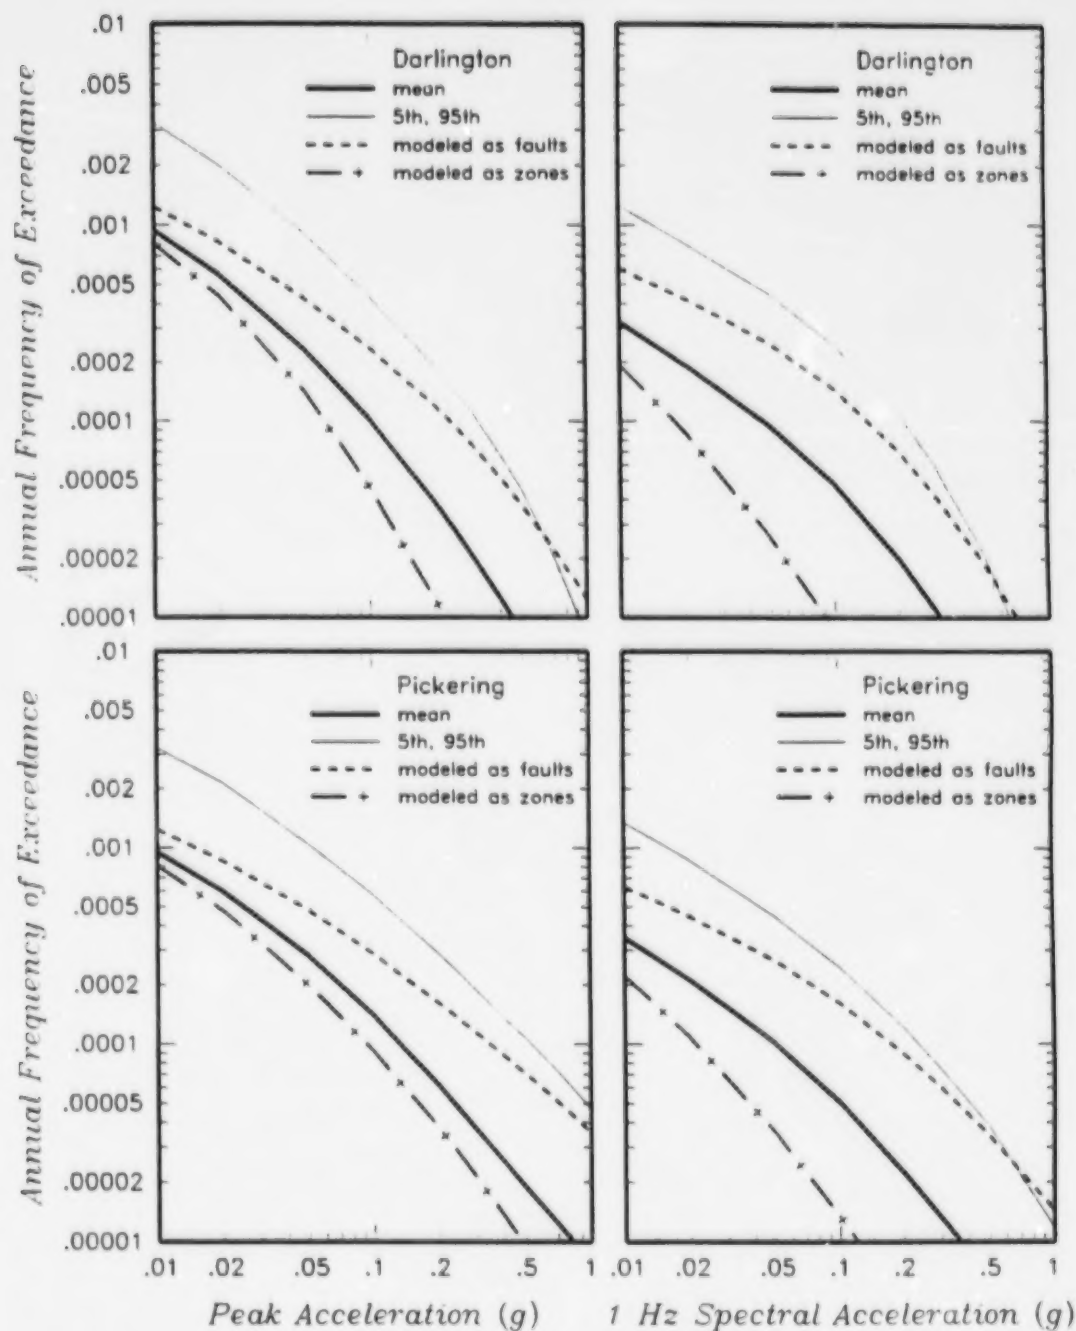 Annual Frequency of Exceedance
.01
.005
.002
.001
.0005
.0002
.0001
.00005
.00002
.00001
Darlington
mean
5th, 95th
modeled as faults
modeled as zones
Darlington
mean
5th, 95th
modeled as faults
modeled as zones
Annual Frequency of Exceedance
.01
.005
.002
.001
.0005
.0002
.0001
.00005
.00002
.00001
Pickering
mean
5th, 95th
modeled as faults
modeled as zones
Pickering
mean
5th, 95th
modeled as faults
modeled as zones
.01 .02 .05 .1 .2 .5 1
.01 .02 .05 .1 .2 .5 1
Peak Acceleration (g)
1 Hz Spectral Acceleration (g)